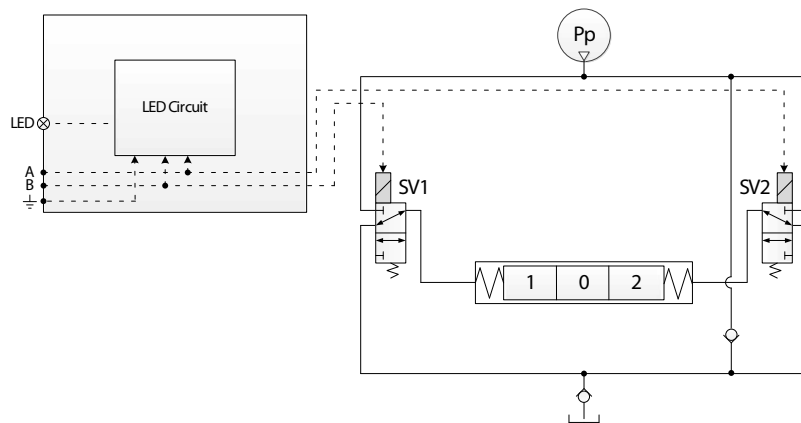 Pp
LED Circuit
LED
A
B
SV1
SV2
1 0 2